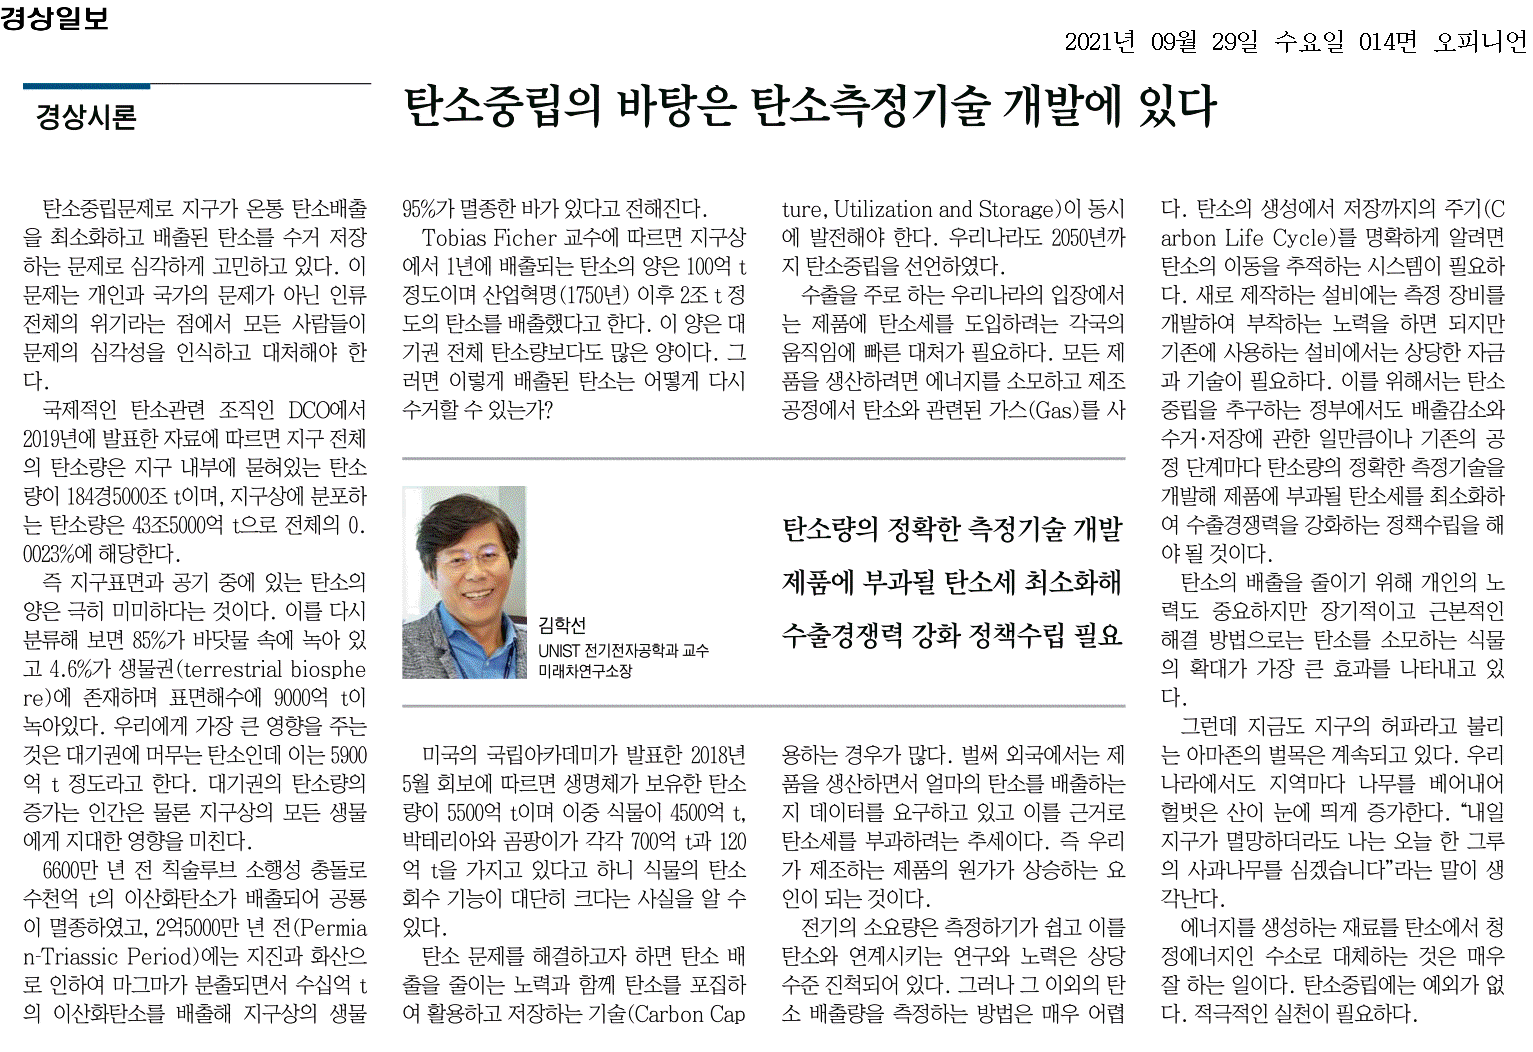 경상일보
2021년 09월 29일 수요일 014면 오피니언
경상시론
탄소중립의 바탕은 탄소측정기술 개발에 있다
탄소중립문제로 지구가 온통 탄소배출
을 최소화하고 배출된 탄소를 수거 저장
하는 문제로 심각하게 고민하고 있다. 이
문제는 개인과 국가의 문제가 아닌 인류
전체의 위기라는 점에서 모든 사람들이
문제의 심각성을 인식하고 대처해야 한
다.
국제적인 탄소관련 조직인 DCO에서
2019년에 발표한 자료에 따르면 지구 전체
의 탄소량은 지구 내부에 묻혀있는 탄소
량이 184경5000조 t이며, 지구상에 분포하
는 탄소량은 43조5000억 t으로 전체의 0.
0023%에 해당한다.
즉 지구표면과 공기 중에 있는 탄소의
양은 극히 미미하다는 것이다. 이를 다시
분류해 보면 85%가 바닷물 속에 녹아 있
고 4.6%가 생물권(terrestrial biosphe
re)에 존재하며 표면해수에 9000억 t이
녹아있다. 우리에게 가장 큰 영향을 주는
것은 대기권에 머무는 탄소인데 이는 5900
억 t 정도라고 한다. 대기권의 탄소량의
증가는 인간은 물론 지구상의 모든 생물
에게 지대한 영향을 미친다.
6600만 년 전 칙술루브 소행성 충돌로
수천억 t의 이산화탄소가 배출되어 공룡
이 멸종하였고, 2억5000만 년 전(Permia
n-Triassic Period)에는 지진과 화산으
로 인하여 마그마가 분출되면서 수십억 t
의 이산화탄소를 배출해 지구상의 생물
95%가 멸종한 바가 있다고 전해진다.
Tobias Ficher 교수에 따르면 지구상
에서 1년에 배출되는 탄소의 양은 100억 t
정도이며 산업혁명(1750년) 이후 2조 t 정
도의 탄소를 배출했다고 한다. 이 양은 대
기권 전체 탄소량보다도 많은 양이다. 그
러면 이렇게 배출된 탄소는 어떻게 다시
수거할 수 있는가?
김학선
UNIST 전기전자공학과 교수
미래차연구소장
탄소량의 정확한 측정기술 개발
제품에 부과될 탄소세 최소화해
수출경쟁력 강화 정책수립 필요
미국의 국립아카데미가 발표한 2018년
5월 회보에 따르면 생명체가 보유한 탄소
량이 5500억 t이며 이중 식물이 4500억 t,
박테리아와 곰팡이가 각각 700억 t과 120
억 t을 가지고 있다고 하니 식물의 탄소
회수 기능이 대단히 크다는 사실을 알 수
있다.
탄소 문제를 해결하고자 하면 탄소 배
출을 줄이는 노력과 함께 탄소를 포집하
여 활용하고 저장하는 기술(Carbon Cap
ture, Utilization and Storage)이 동시
에 발전해야 한다. 우리나라도 2050년까
지 탄소중립을 선언하였다.
수출을 주로 하는 우리나라의 입장에서
는 제품에 탄소세를 도입하려는 각국의
움직임에 빠른 대처가 필요하다. 모든 제
품을 생산하려면 에너지를 소모하고 제조
공정에서 탄소와 관련된 가스(Gas)를 사
용하는 경우가 많다. 벌써 외국에서는 제
품을 생산하면서 얼마의 탄소를 배출하는
지 데이터를 요구하고 있고 이를 근거로
탄소세를 부과하려는 추세이다. 즉 우리
가 제조하는 제품의 원가가 상승하는 요
인이 되는 것이다.
전기의 소요량은 측정하기가 쉽고 이를
탄소와 연계시키는 연구와 노력은 상당
수준 진척되어 있다. 그러나 그 이외의 탄
소 배출량을 측정하는 방법은 매우 어렵
다. 탄소의 생성에서 저장까지의 주기(C
arbon Life Cycle)를 명확하게 알려면
탄소의 이동을 추적하는 시스템이 필요하
다. 새로 제작하는 설비에는 측정 장비를
개발하여 부착하는 노력을 하면 되지만
기존에 사용하는 설비에서는 상당한 자금
과 기술이 필요하다. 이를 위해서는 탄소
중립을 추구하는 정부에서도 배출감소와
수거·저장에 관한 일만큼이나 기존의 공
정 단계마다 탄소량의 정확한 측정기술을
개발해 제품에 부과될 탄소세를 최소화하
여 수출경쟁력을 강화하는 정책수립을 해
야 될 것이다.
탄소의 배출을 줄이기 위해 개인의 노
력도 중요하지만 장기적이고 근본적인
해결 방법으로는 탄소를 소모하는 식물
의 확대가 가장 큰 효과를 나타내고 있
다.
그런데 지금도 지구의 허파라고 불리
는 아마존의 벌목은 계속되고 있다. 우리
나라에서도 지역마다 나무를 베어내어
헐벗은 산이 눈에 띄게 증가한다. “내일
지구가 멸망하더라도 나는 오늘 한 그루
의 사과나무를 심겠습니다”라는 말이 생
각난다.
에너지를 생성하는 재료를 탄소에서 청
정에너지인 수소로 대체하는 것은 매우
잘 하는 일이다. 탄소중립에는 예외가 없
다. 적극적인 실천이 필요하다.